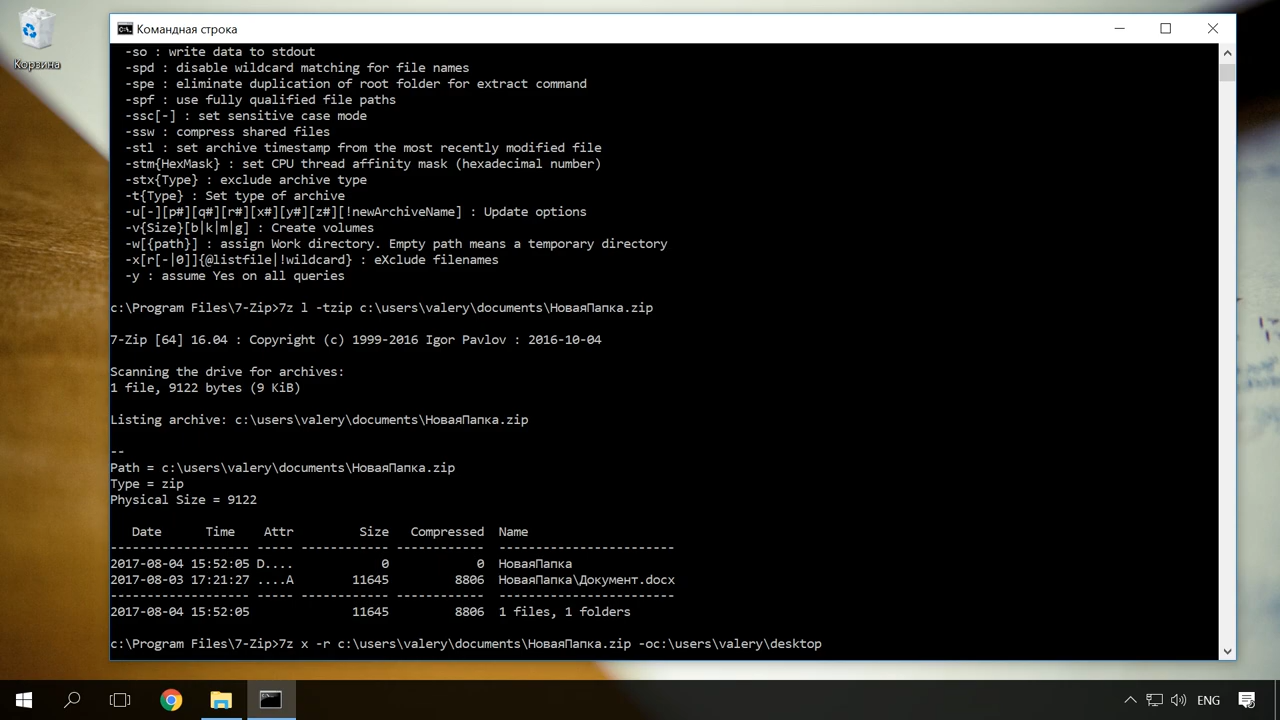 Корзина
Командная строка
-so : write data to stdout
-spd : disable wildcard matching for file names
-spe : eliminate duplication of root folder for extract command
-spf : use fully qualified file paths
-ssc[-] : set sensitive case mode
-ssw : compress shared files
-stl : set archive timestamp from the most recently modified file
-stm{HexMask} : set CPU thread affinity mask (hexadecimal number)
-stx{Type} : exclude archive type
-t{Type} : Set type of archive
-u[-][p#][q#][r#][x#][y#][z#][!newArchiveName] : Update options
-v{Size}[b|k|m|g] : Create volumes
-w[{path}] : assign Work directory. Empty path means a temporary directory
-x[r[-|0]]{@listfile|!wildcard} : eXclude filenames
-y : assume Yes on all queries
c:\Program Files\7-Zip>7z l -tzip c:\users\valery\documents\НоваяПапка.zip
7-Zip [64] 16.04 : Copyright (c) 1999-2016 Igor Pavlov : 2016-10-04
Scanning the drive for archives:
1 file, 9122 bytes (9 KiB)
Listing archive: c:\users\valery\documents\НоваяПапка.zip
--
Path = c:\users\valery\documents\НоваяПапка.zip
Type = zip
Physical Size = 9122
Date Time Attr Size Compressed Name
------------------- ----- ------------ ------------ ------------------------
2017-08-04 15:52:05 D.... 0 0 НоваяПапка
2017-08-03 17:21:27 ....A 11645 8806 НоваяПапка\Документ.docx
------------------- ----- ------------ ------------ ------------------------
2017-08-04 15:52:05 11645 8806 1 files, 1 folders
c:\Program Files\7-Zip>7z x -r c:\users\valery\documents\НоваяПапка.zip -oc:\users\valery\desktop
ENG